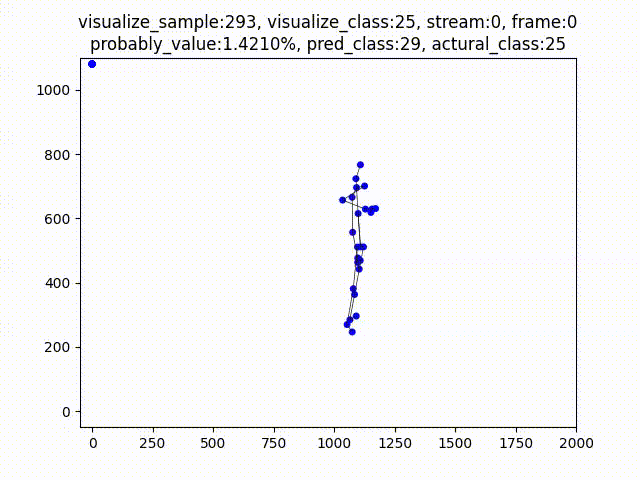 visualize_sample:293, visualize_class:25, stream:0, frame:0
probably_value:1.4210%, pred_class:29, actural_class:25
1000
800
600
400
200
0
0 250 500 750 1000 1250 1500 1750 2000